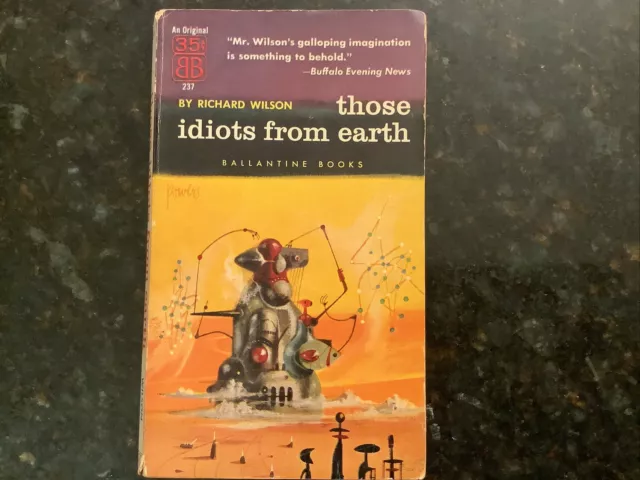 An Original
35¢
BB
237
"Mr. Wilson's galloping imagination
is something to behold."
—Buffalo Evening News
BY RICHARD WILSON
those
idiots from earth
BALLANTINE BOOKS
Powers